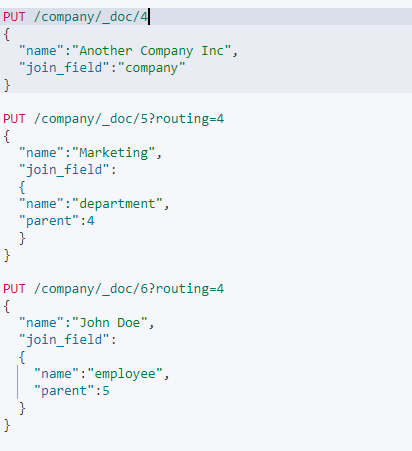 PUT /company/_doc/4
{
"name":"Another Company Inc",
"join_field":"company"
}
PUT /company/_doc/5?routing=4
{
"name":"Marketing",
"join_field":
{
"name":"department",
"parent":4
}
}
PUT /company/_doc/6?routing=4
{
"name":"John Doe",
"join_field":
{
"name":"employee",
"parent":5
}
}